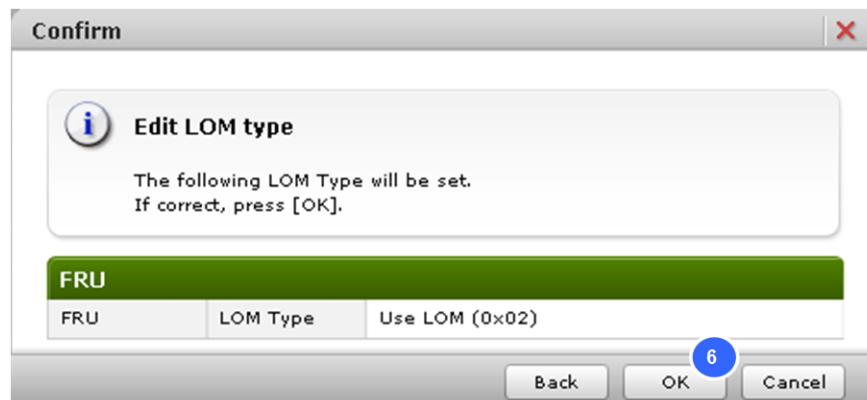 Confirm
Edit LOM type
The following LOM Type will be set.
If correct, press [OK].
FRU
FRU LOM Type Use LOM (0x02)
6
Back OK Cancel